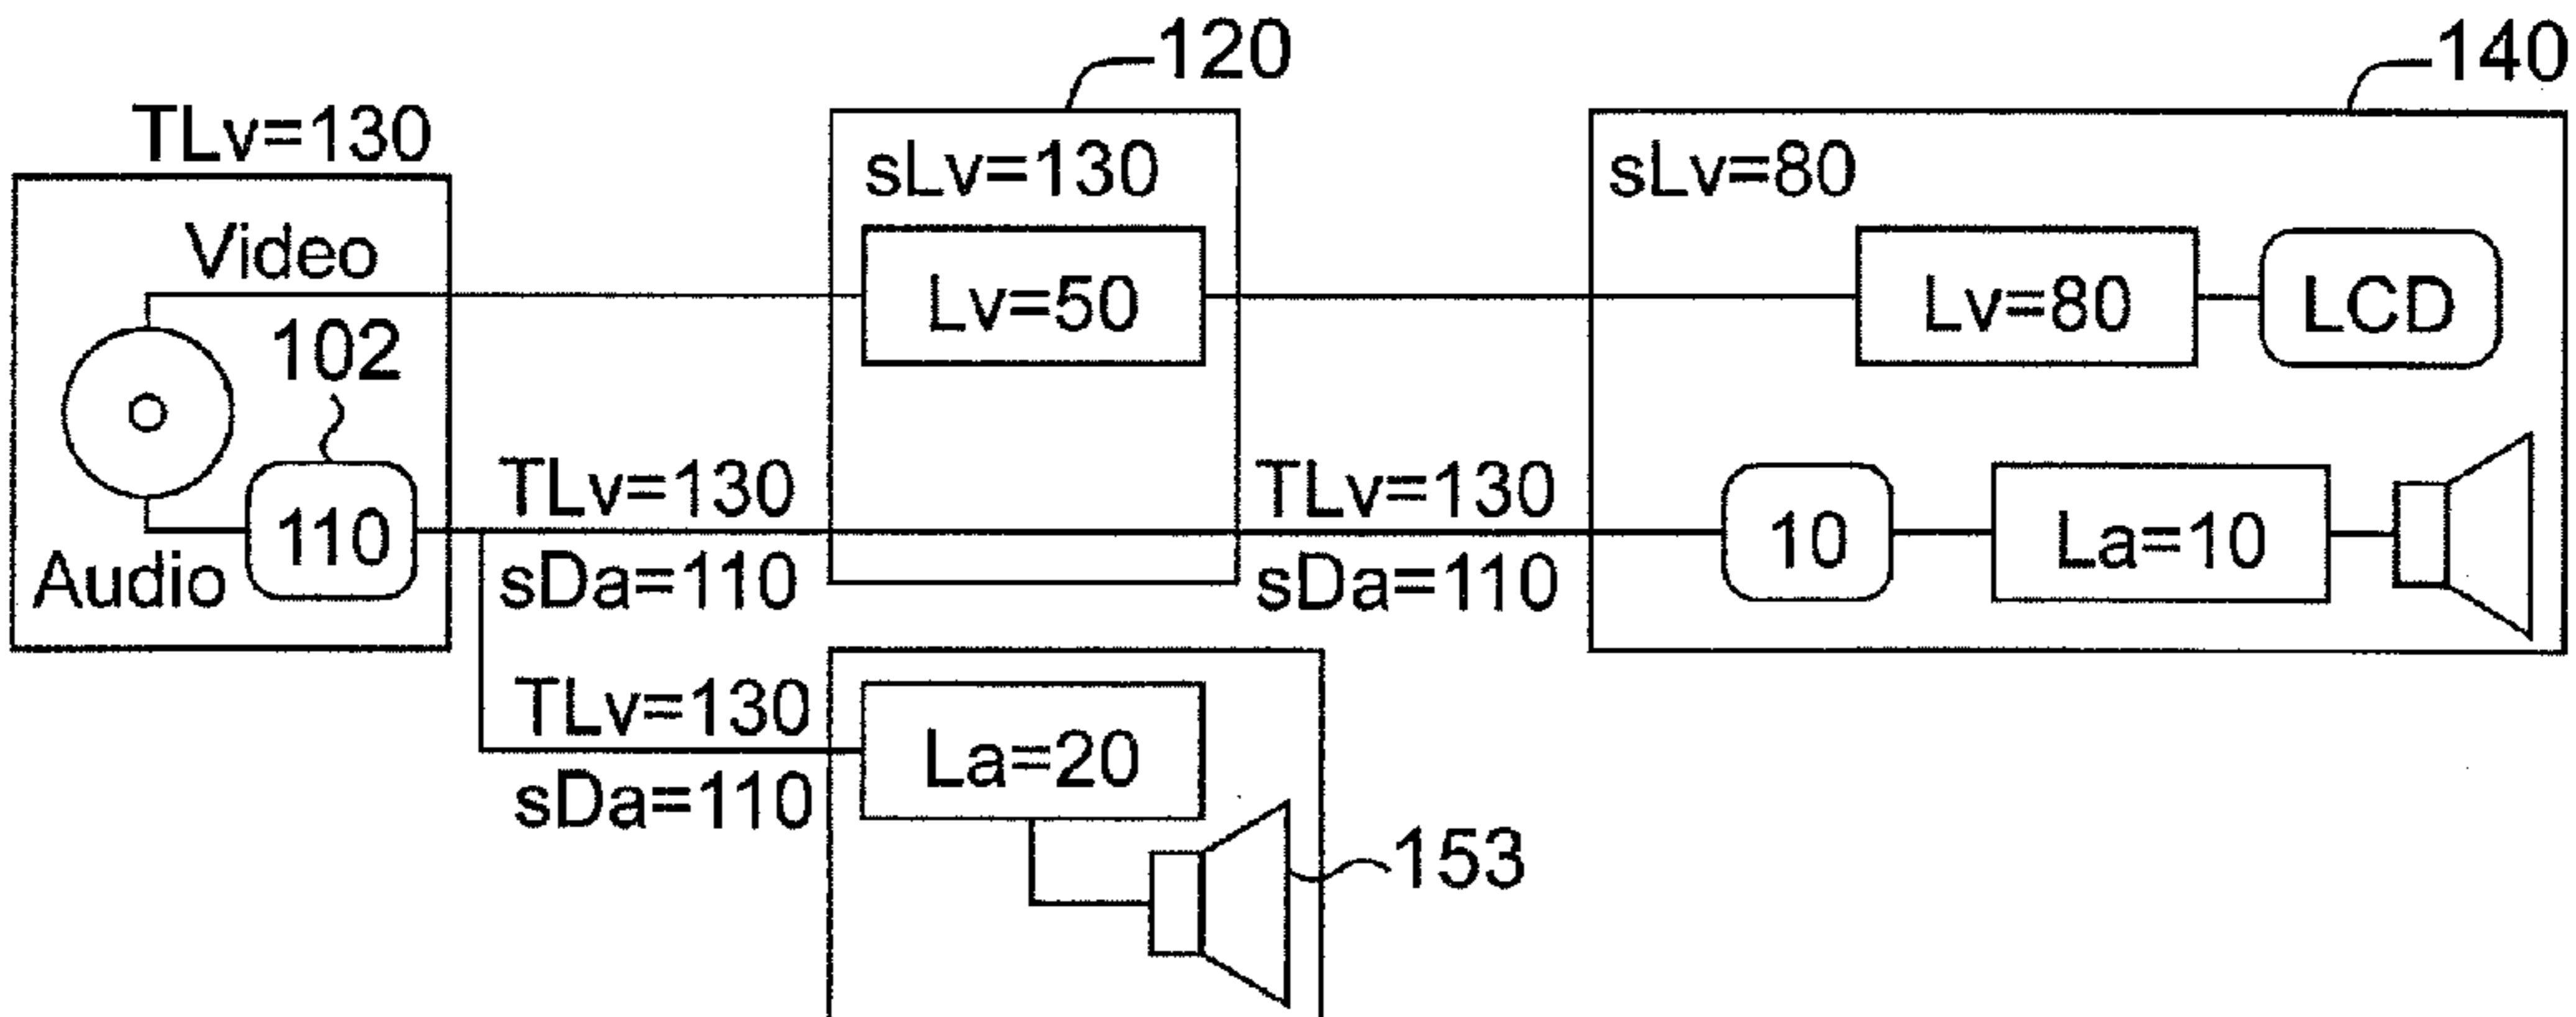 120
140
TLv=130
sLv=130
sLv=80
Video
Lv=50
Lv=80
LCD
102
110
Audio
TLv=130
sDa=110
TLv=130
sDa=110
10
La=10
TLv=130
sDa=110
La=20
153